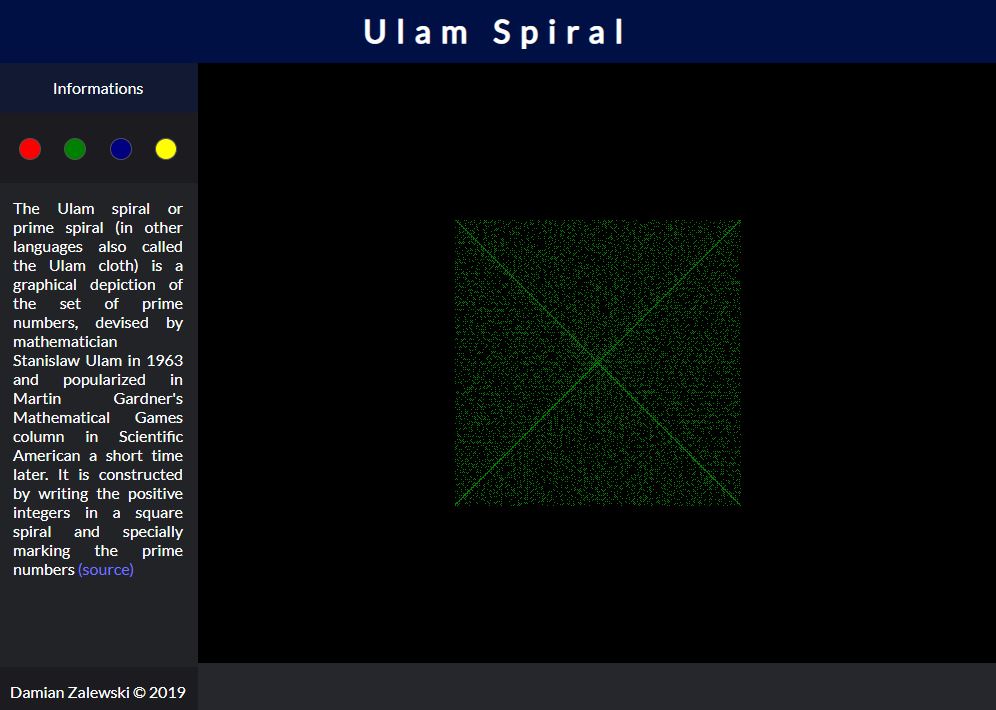 Ulam Spiral
Informations
The Ulam spiral or
prime spiral (in other
languages also called
the Ulam cloth) is a
graphical depiction of
the set of prime
numbers, devised by
mathematician
Stanislaw Ulam in 1963
and popularized in
Martin Gardner's
Mathematical Games
column in Scientific
American a short time
later. It is constructed
by writing the positive
integers in a square
spiral and specially
marking the prime
numbers (source)
Damian Zalewski © 2019